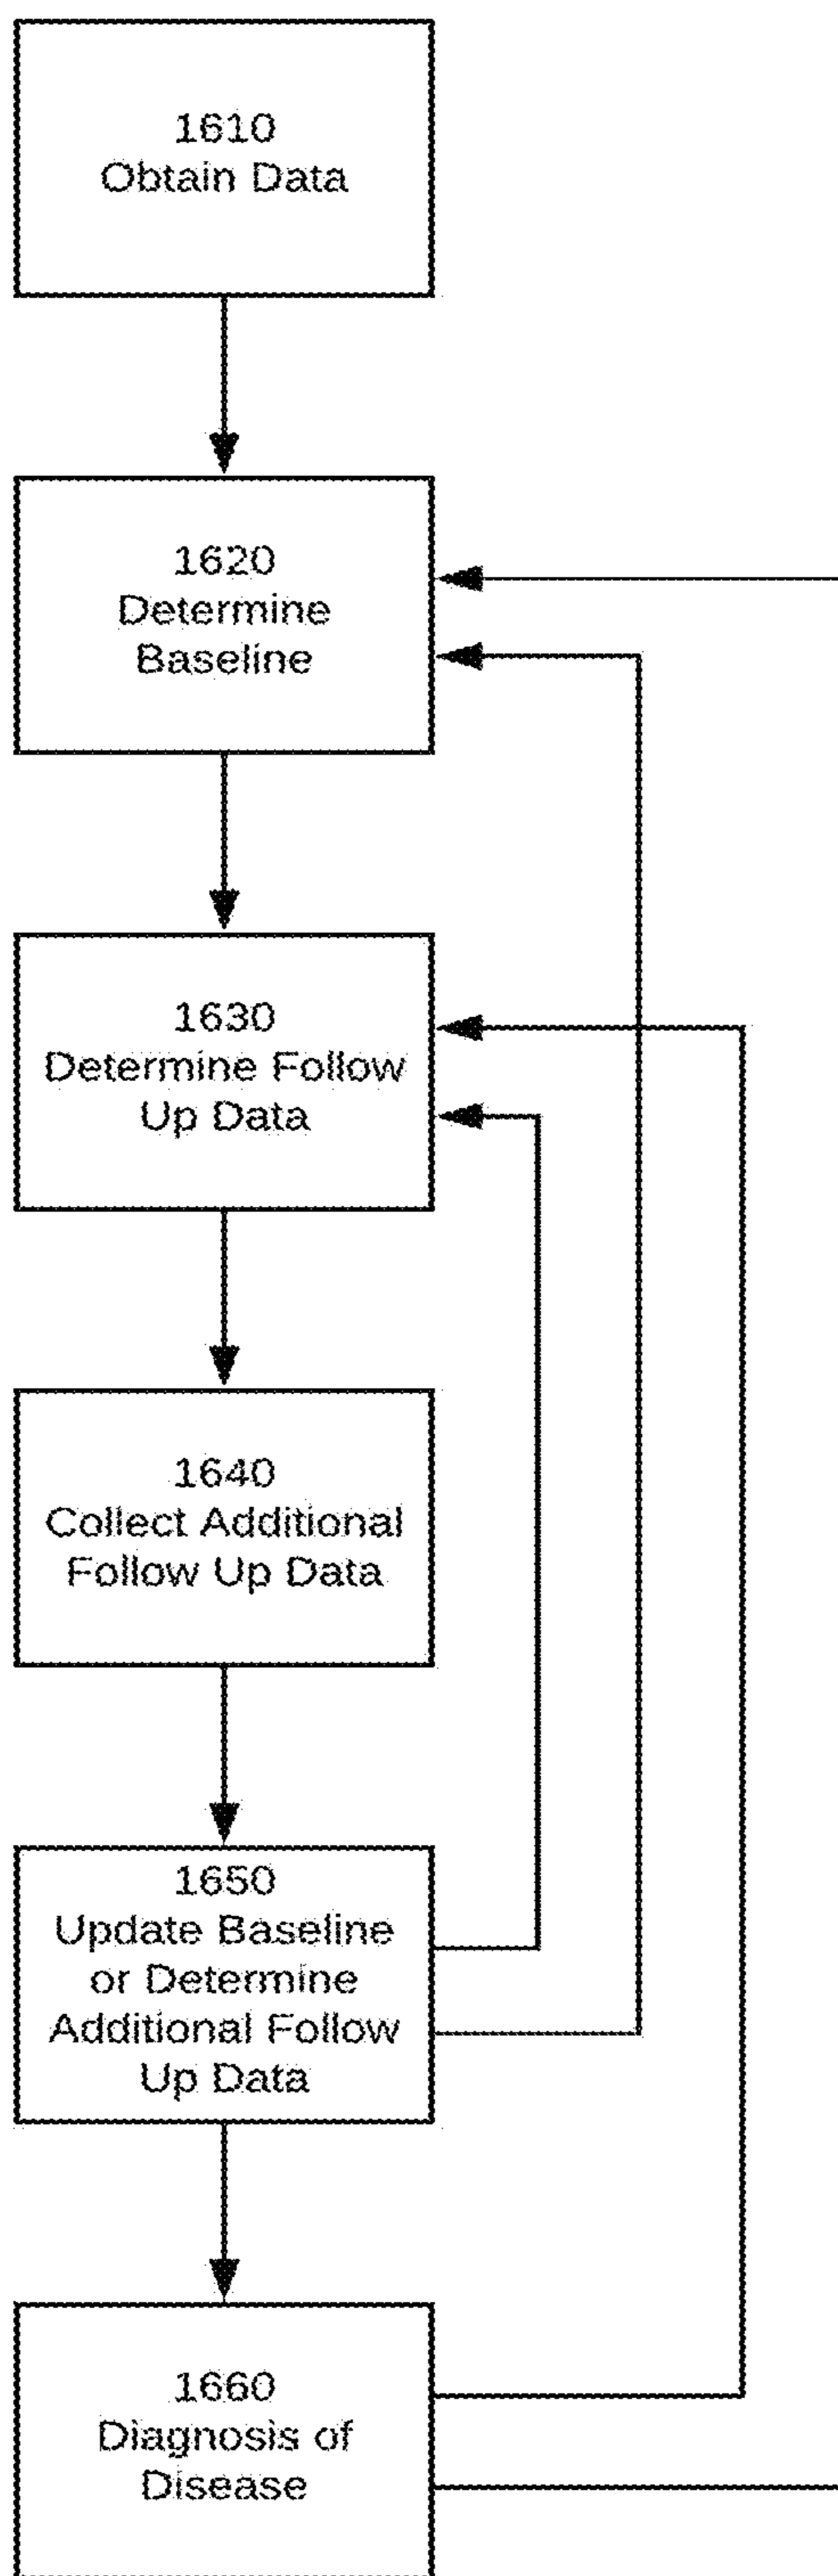 1610
Obtain Data
1620
Determine
Baseline
1630
Determine Follow
Up Data
1640
Collect Additional
Follow Up Data
1650
Update Baseline
or Determine
Additional Follow
Up Data
1660
Diagnosis of
Disease